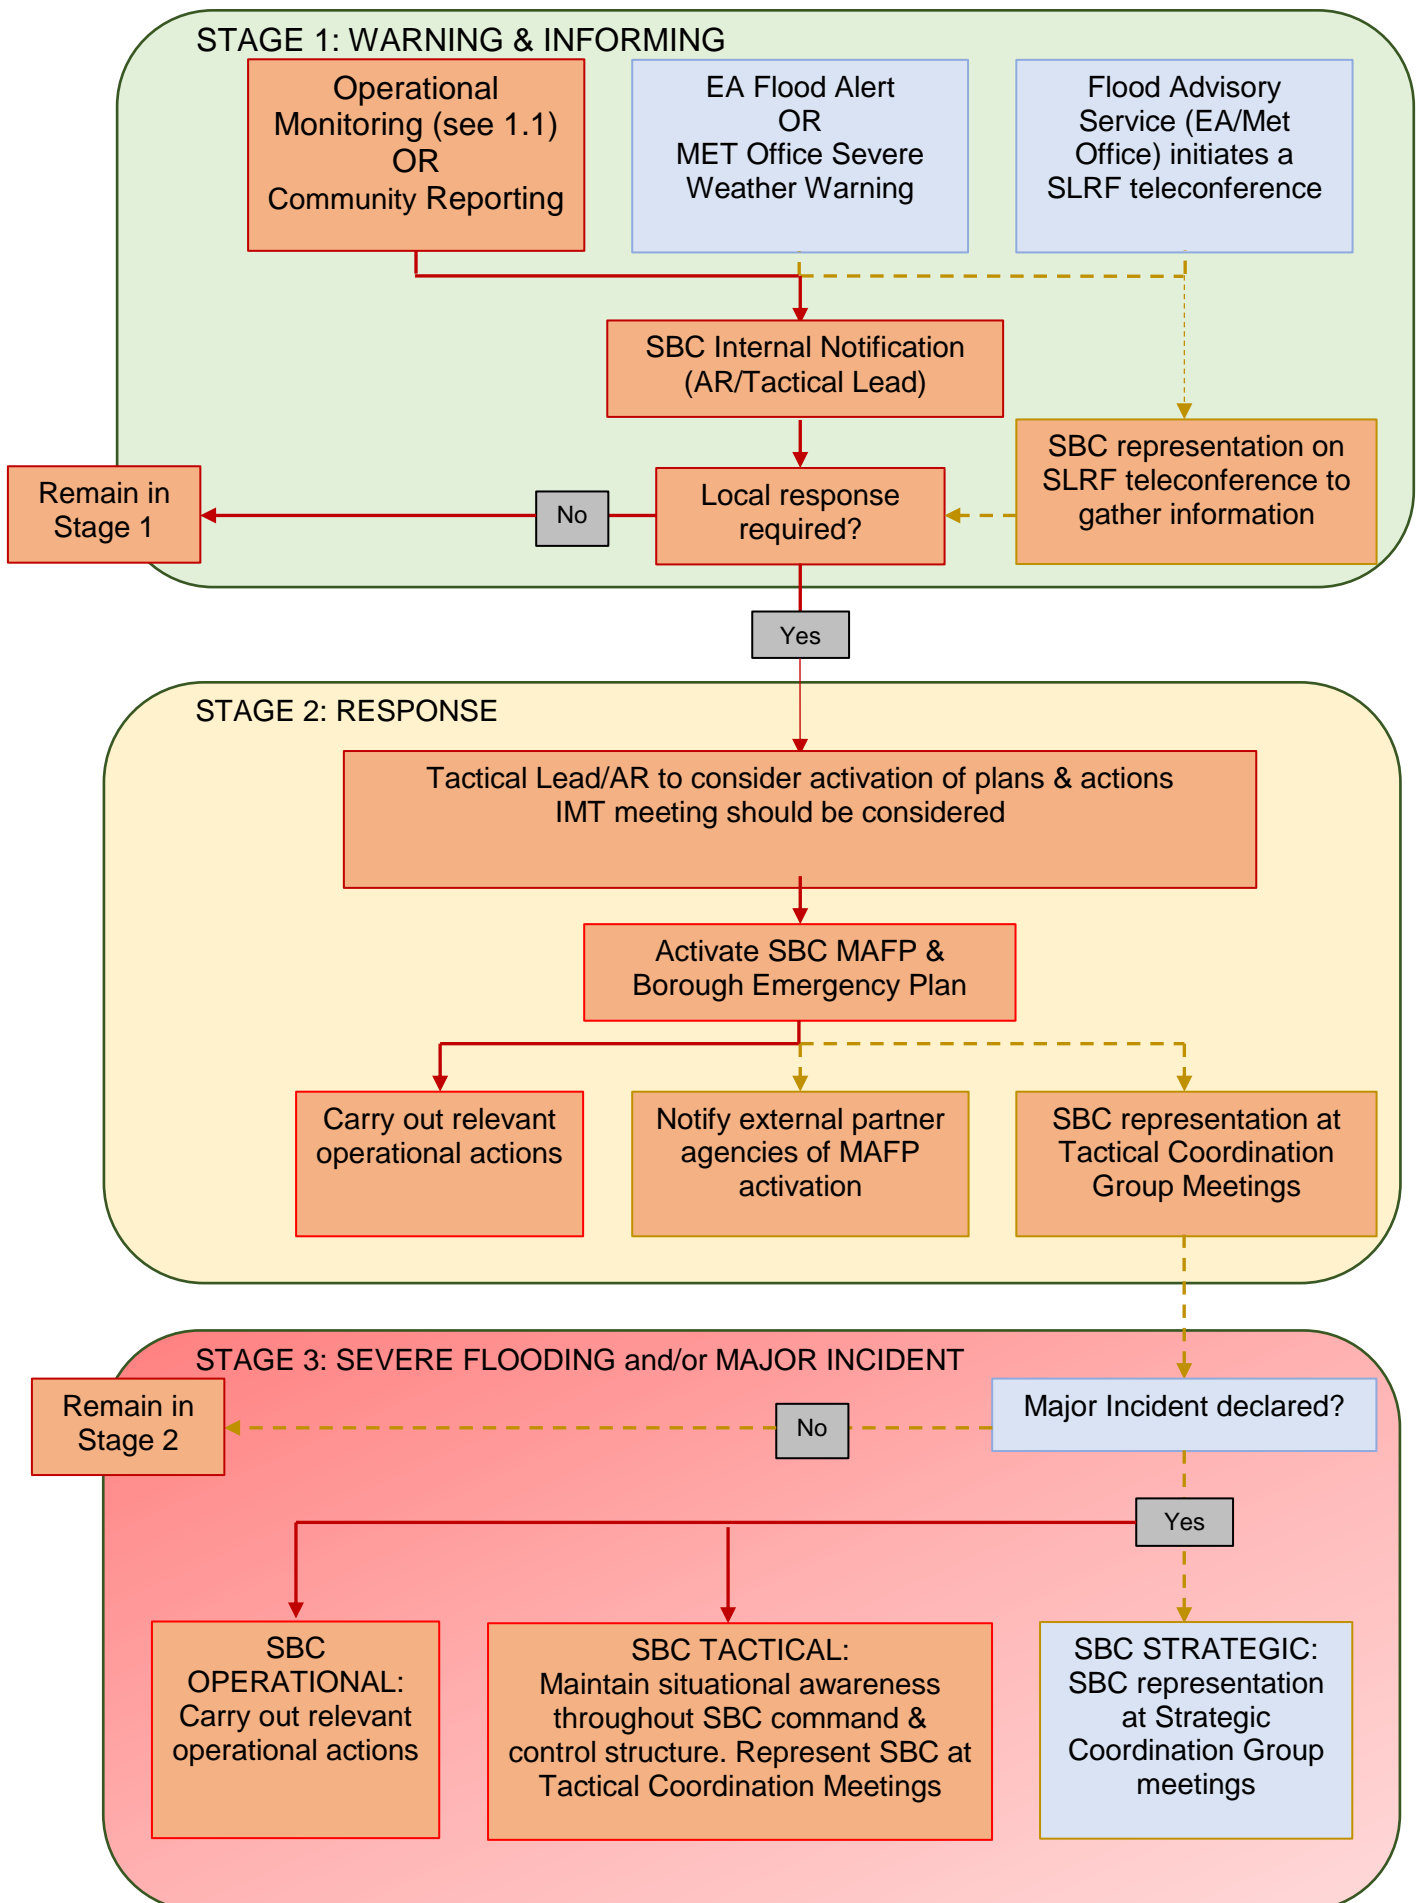 STAGE 1: WARNING & INFORMING
Operational
Monitoring (see 1.1)
OR
Community Reporting
EA Flood Alert
OR
MET Office Severe
Weather Warning
Flood Advisory
Service (EA/Met
Office) initiates a
SLRF teleconference
SBC Internal Notification
(AR/Tactical Lead)
SBC representation on
SLRF teleconference to
gather information
Local response
required?
No
Remain in
Stage 1
Yes
STAGE 2: RESPONSE
Tactical Lead/AR to consider activation of plans & actions
IMT meeting should be considered
Activate SBC MAFP &
Borough Emergency Plan
Carry out relevant
operational actions
Notify external partner
agencies of MAFP
activation
SBC representation at
Tactical Coordination
Group Meetings
STAGE 3: SEVERE FLOODING and/or MAJOR INCIDENT
Major Incident declared?
No
Remain in
Stage 2
Yes
SBC
OPERATIONAL:
Carry out relevant
operational actions
SBC TACTICAL:
Maintain situational awareness
throughout SBC command &
control structure. Represent SBC at
Tactical Coordination Meetings
SBC STRATEGIC:
SBC representation
at Strategic
Coordination Group
meetings